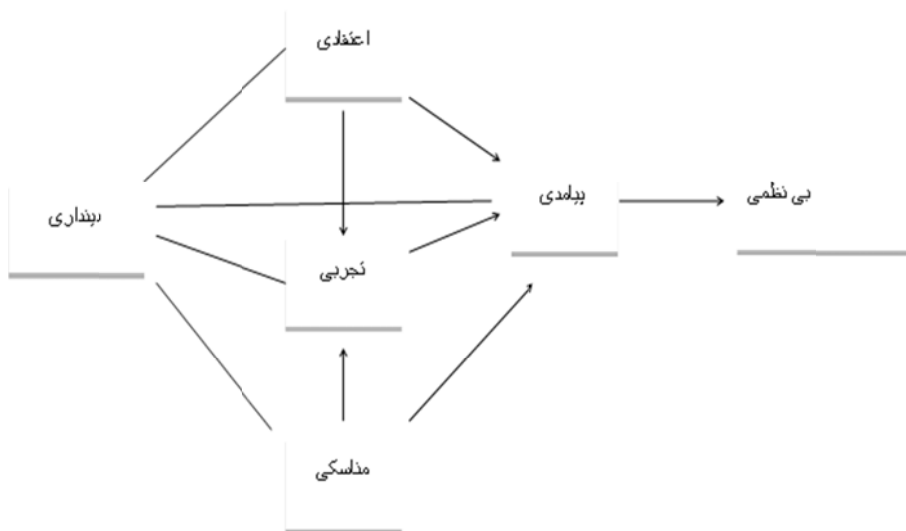 اعتقادی
پیامدی
بی نظمی
دینداری
تجربی
مناسکی